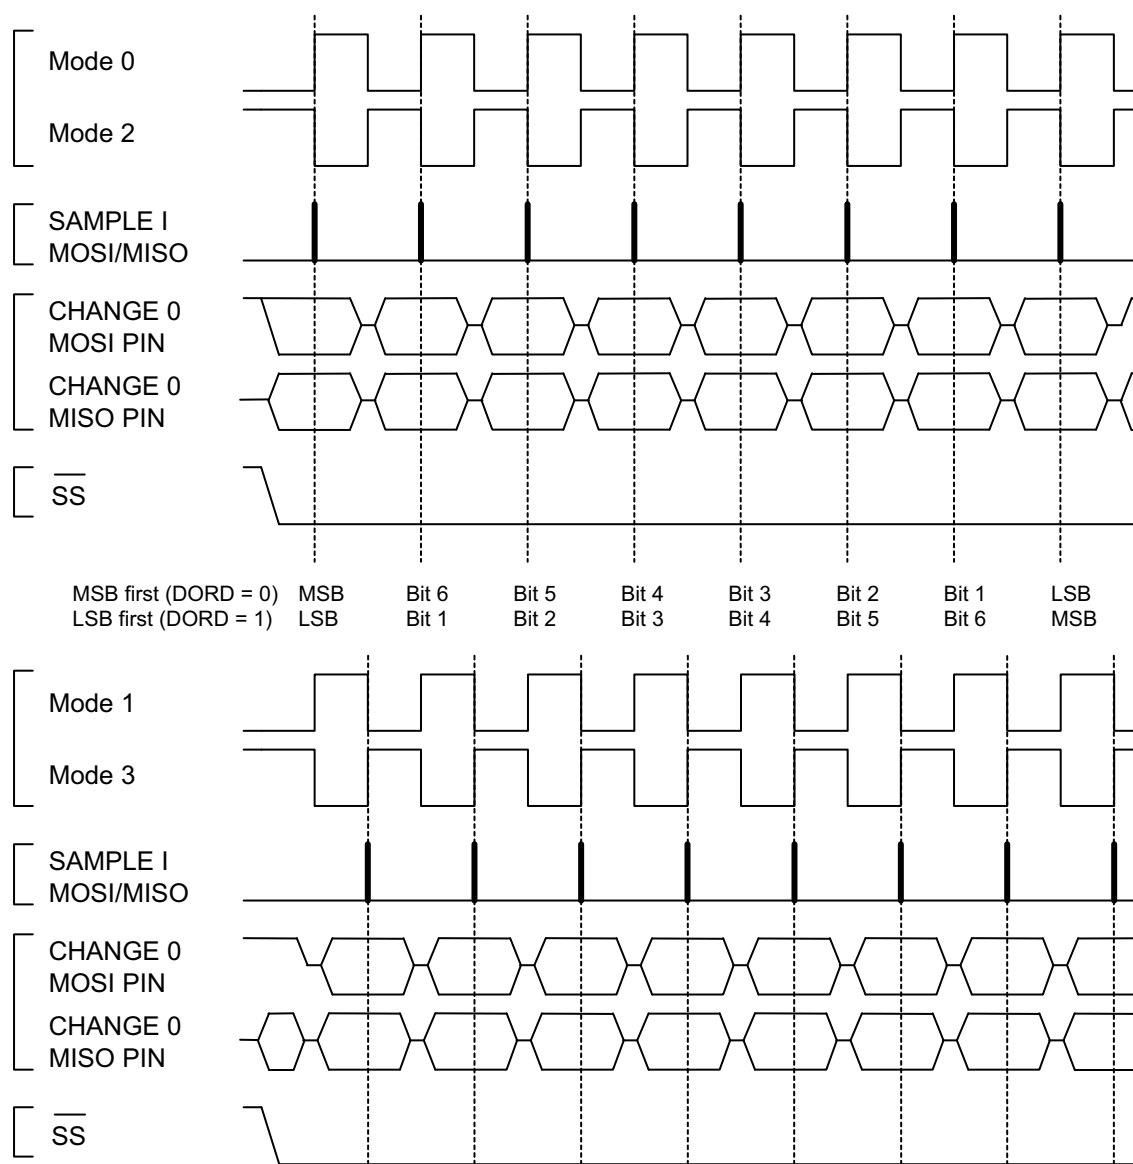 Mode 0
Mode 2
SAMPLE I
MOSI/MISO
CHANGE 0
MOSI PIN
CHANGE 0
MISO PIN
SS
MSB first (DORD = 0) MSB Bit 6 Bit 5 Bit 4 Bit 3 Bit 2 Bit 1 LSB
LSB first (DORD = 1) LSB Bit 1 Bit 2 Bit 3 Bit 4 Bit 5 Bit 6 MSB
Mode 1
Mode 3
SAMPLE I
MOSI/MISO
CHANGE 0
MOSI PIN
CHANGE 0
MISO PIN
SS